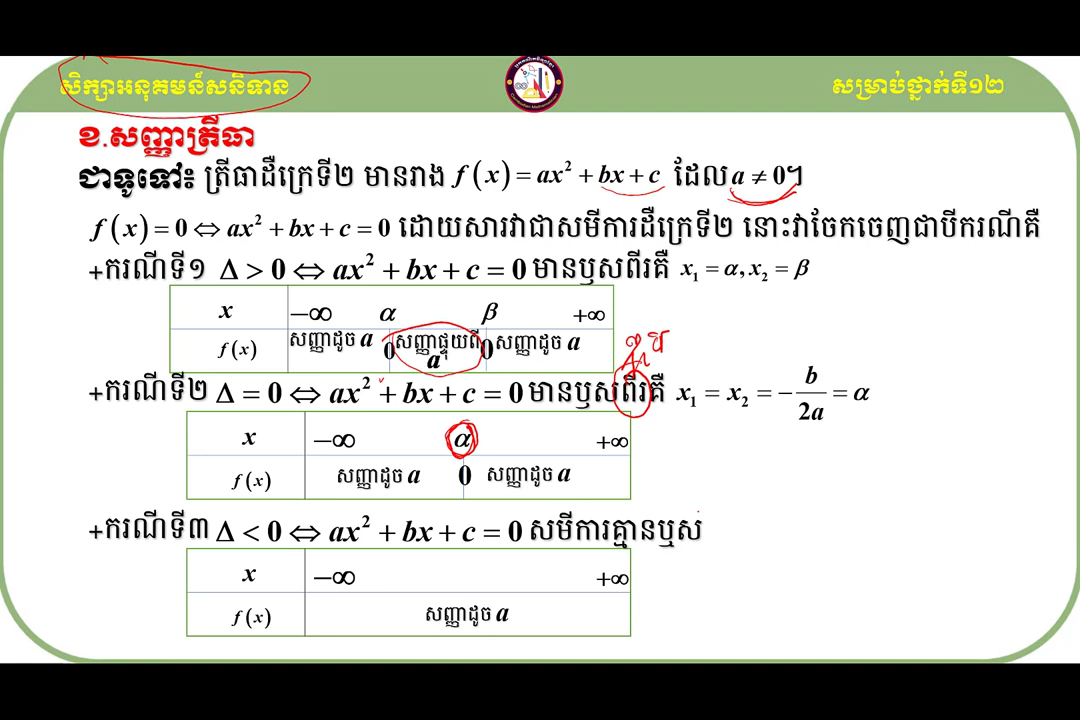 សិក្សាអនុគមន៍សនិទាន
សម្រាប់ថ្នាក់ទី១២
ខ.សញ្ញាត្រីធា
ជាទូទៅ៖ ត្រីធាដឺក្រេទី២ មានរាង f(x) = ax² + bx + c ដែល a ≠ 0។
f(x) = 0 ⇔ ax² + bx + c = 0 ដោយសារវាជាសមីការដឺក្រេទី២ នោះវាចែកចេញជាបីករណីគឺ
+ករណីទី១ Δ > 0 ⇔ ax² + bx + c = 0 មានឬសពីរគឺ x₁ = α, x₂ = β
x −∞ α β +∞
f(x) សញ្ញាដូច a 0 សញ្ញាផ្ទុយពី a 0 សញ្ញាដូច a
+ករណីទី២ Δ = 0 ⇔ ax² + bx + c = 0 មានឬសពីរគឺ x₁ = x₂ = −b/2a = α
x −∞ α +∞
f(x) សញ្ញាដូច a 0 សញ្ញាដូច a
+ករណីទី៣ Δ < 0 ⇔ ax² + bx + c = 0 សមីការគ្មានឬស
x −∞ +∞
f(x) សញ្ញាដូច a